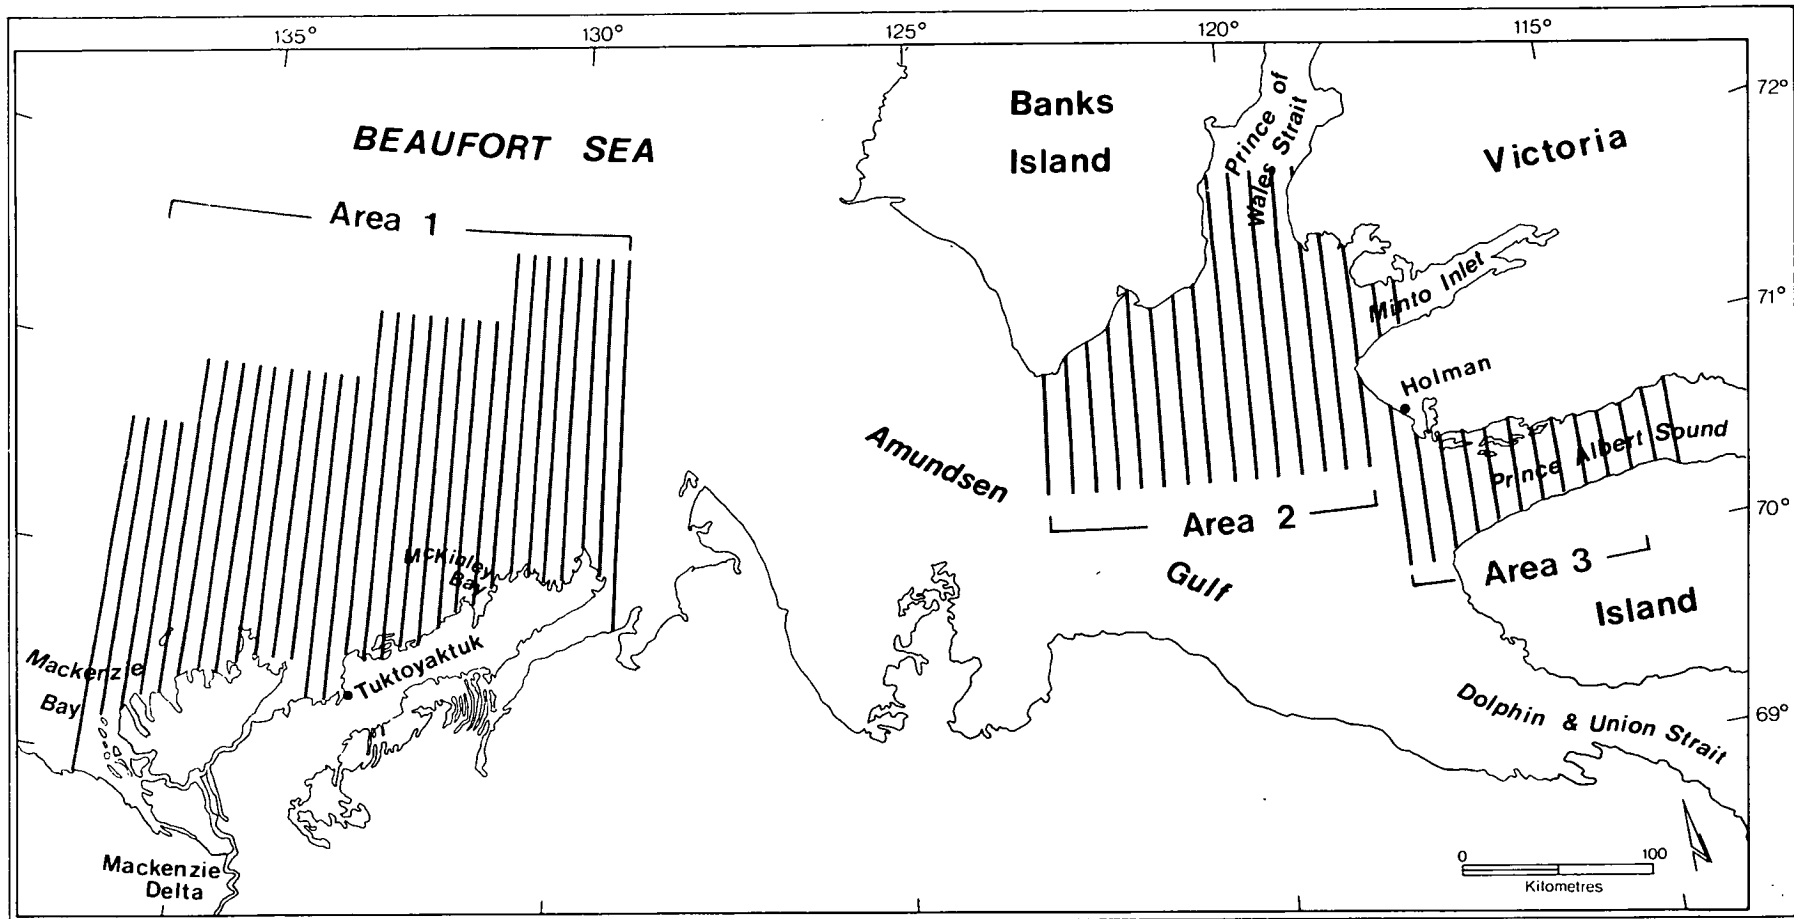 135°
130°
125°
120°
115°
72°
71°
70°
69°
BEAUFORT SEA
Area 1
Banks
Island
Prince of
Wales Strait
Victoria
Minto Inlet
Holman
Prince Albert Sound
Amundsen
Gulf
Area 2
Area 3
Island
McKinley
Bay
Tuktoyaktuk
Mackenzie
Bay
Mackenzie
Delta
Dolphin & Union Strait
0 100
Kilometres